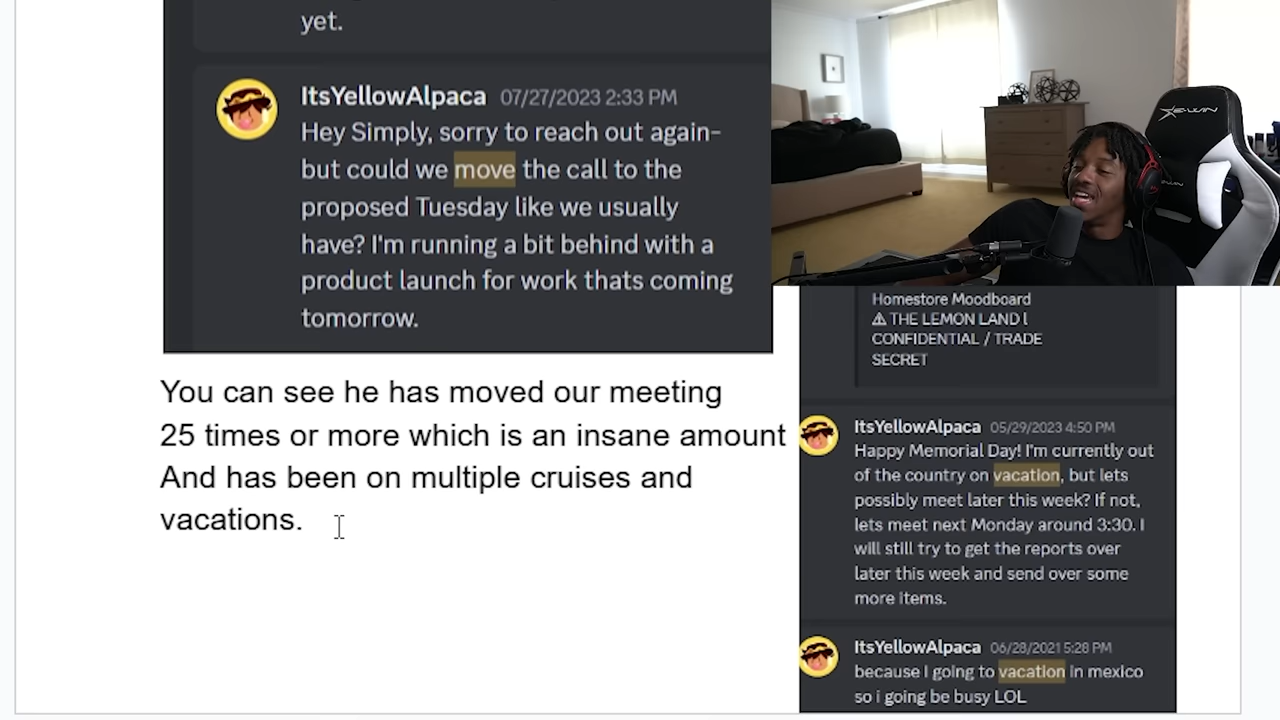 yet.
ItsYellowAlpaca 07/27/2023 2:33 PM
Hey Simply, sorry to reach out again-
but could we move the call to the
proposed Tuesday like we usually
have? I'm running a bit behind with a
product launch for work thats coming
tomorrow.
You can see he has moved our meeting
25 times or more which is an insane amount
And has been on multiple cruises and
vacations.
E-WIN
Homestore Moodboard
⚠ THE LEMON LAND l
CONFIDENTIAL / TRADE
SECRET
ItsYellowAlpaca 05/29/2023 4:50 PM
Happy Memorial Day! I'm currently out
of the country on vacation, but lets
possibly meet later this week? If not,
lets meet next Monday around 3:30. I
will still try to get the reports over
later this week and send over some
more items.
ItsYellowAlpaca 06/28/2021 5:28 PM
because I going to vacation in mexico
so i going be busy LOL